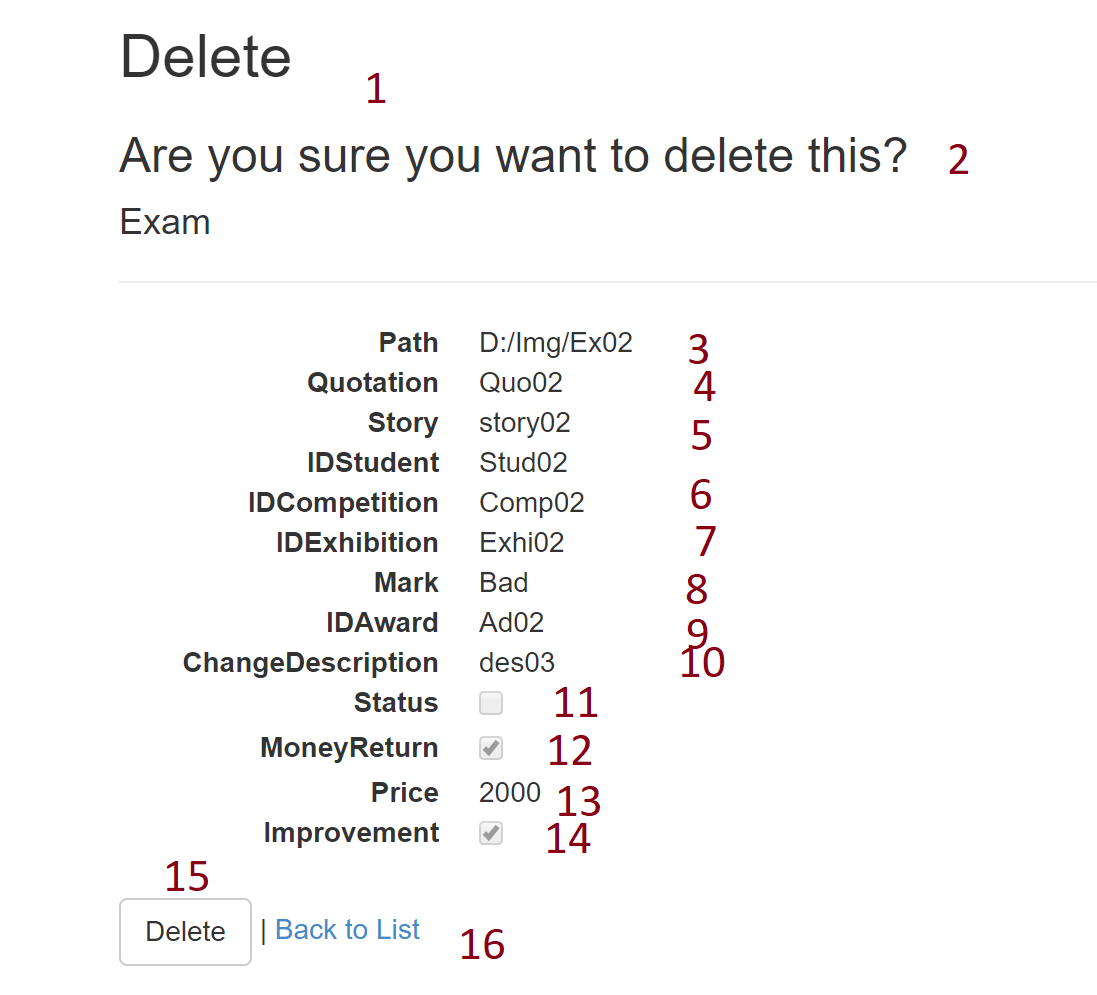 Delete
1
Are you sure you want to delete this? 2
Exam
Path D:/Img/Ex02 3
Quotation Quo02 4
Story story02 5
IDStudent Stud02
IDCompetition Comp02 6
IDExhibition Exhi02 7
Mark Bad 8
IDAward Ad02 9
ChangeDescription des03 10
Status 11
MoneyReturn 12
Price 2000 13
Improvement 14
15
Delete | Back to List 16